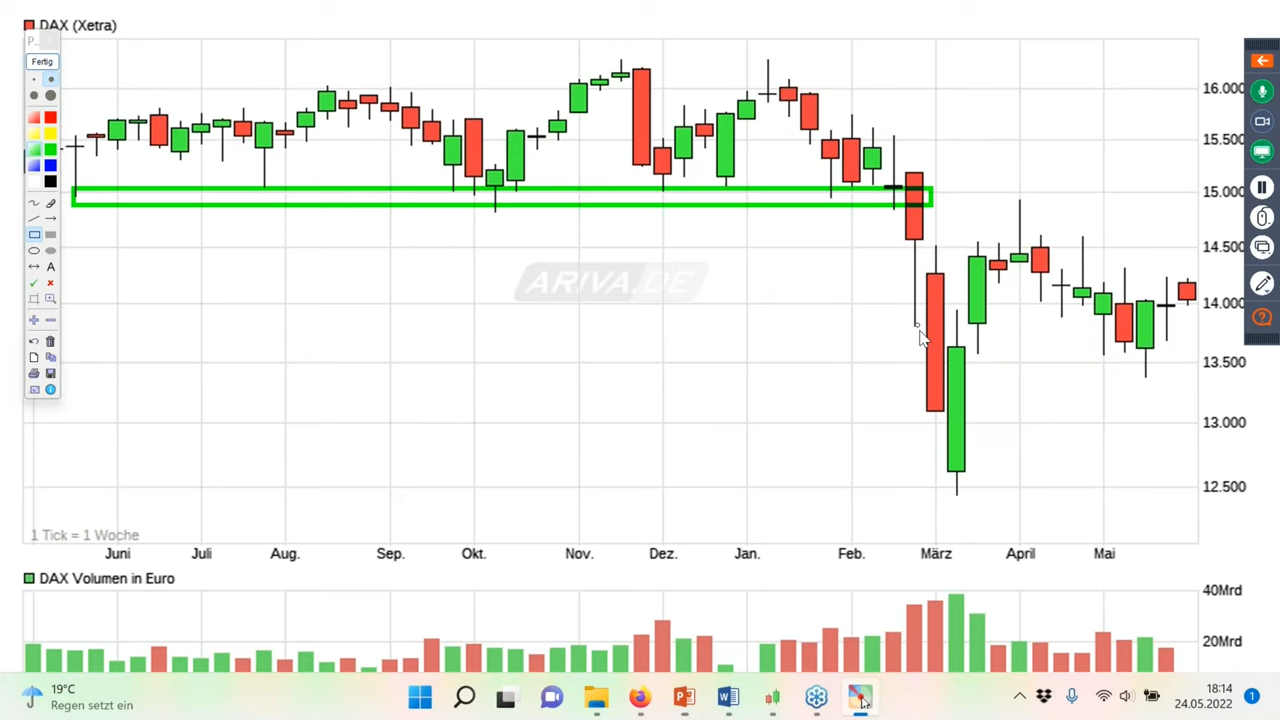 DAX (Xetra)
P..
Fertig
A
16.000
15.500
15.000
14.500
14.000
13.500
13.000
12.500
ARIVA.DE
1 Tick = 1 Woche
Juni Juli Aug. Sep. Okt. Nov. Dez. Jan. Feb. März April Mai
DAX Volumen in Euro
40Mrd
20Mrd
19°C
Regen setzt ein
18:14
24.05.2022
1